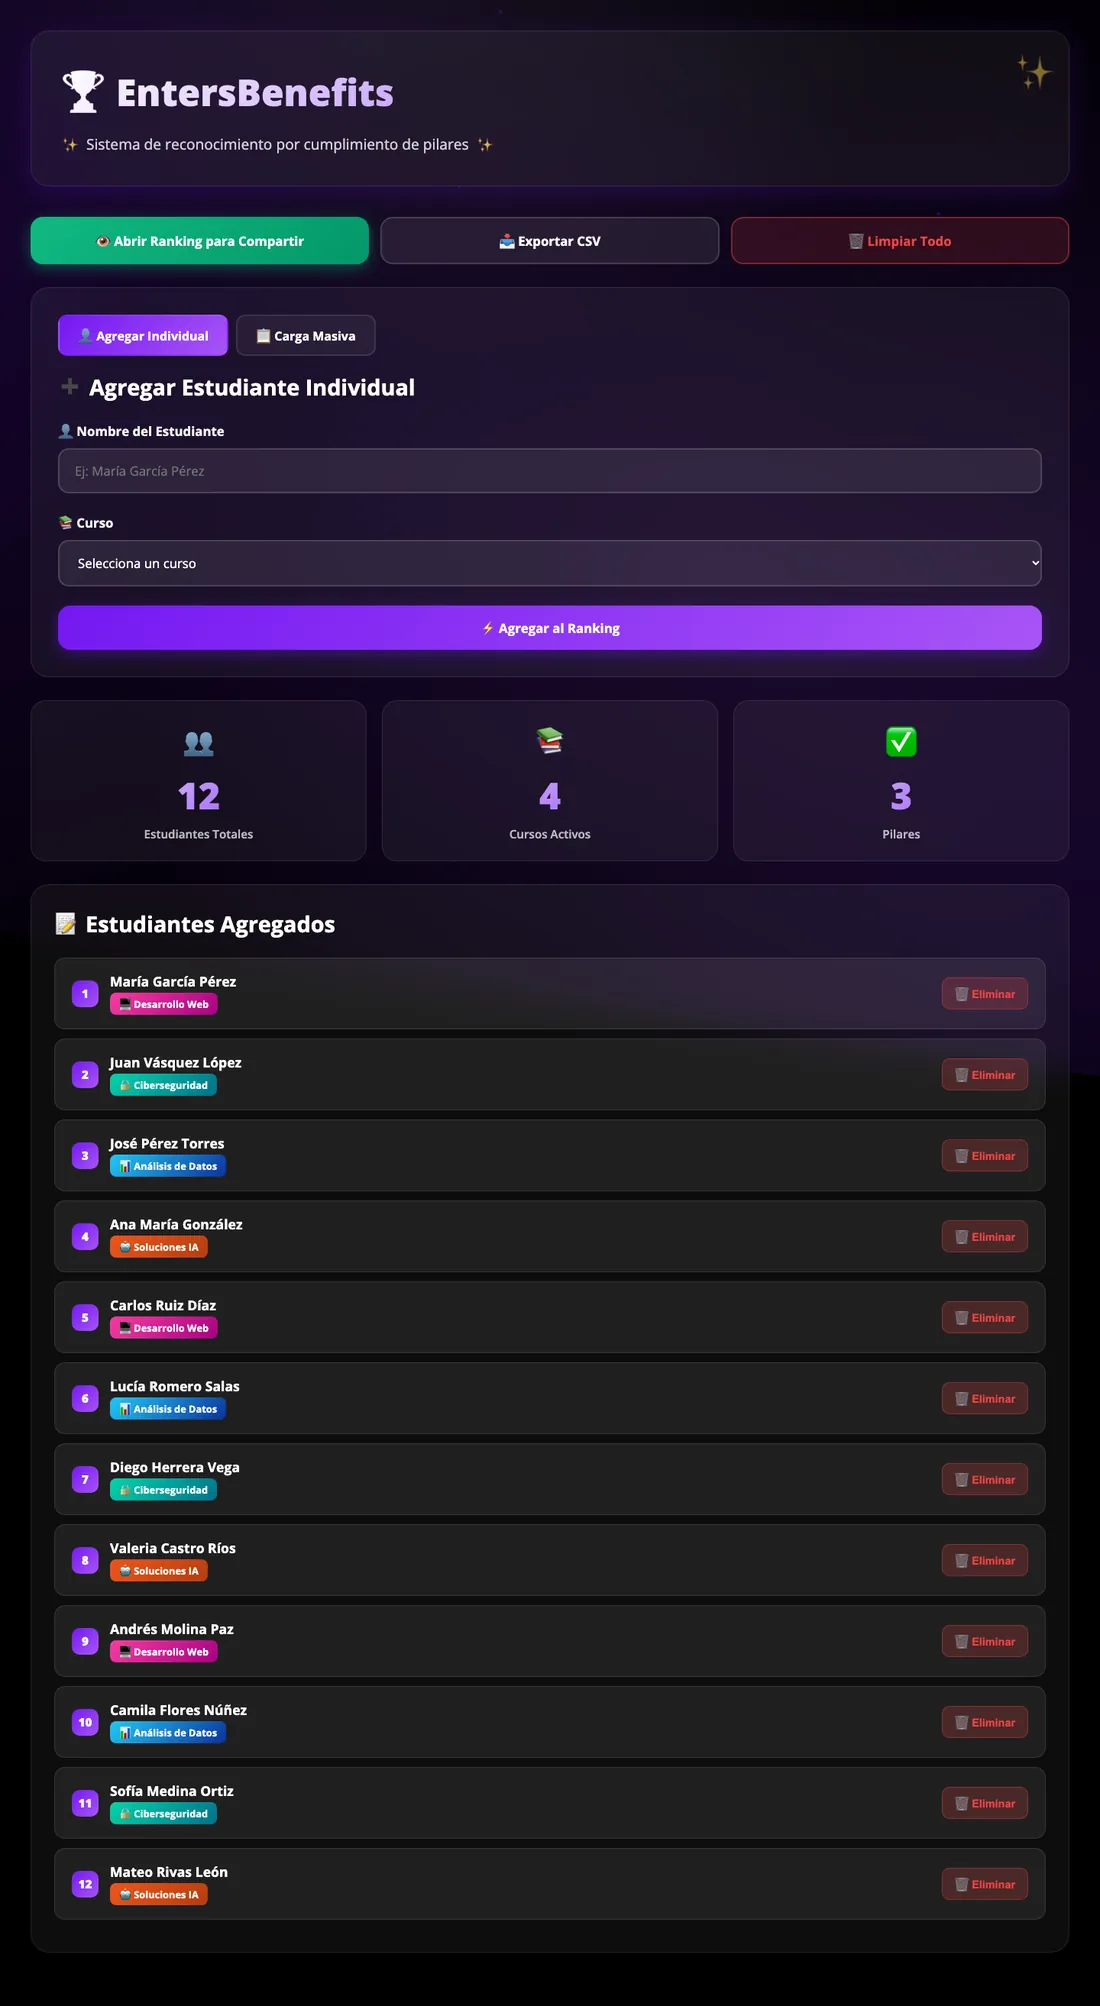 🏆 EntersBenefits
✨ Sistema de reconocimiento por cumplimiento de pilares ✨
👁️ Abrir Ranking para Compartir
📤 Exportar CSV
🗑️ Limpiar Todo
👤 Agregar Individual
📋 Carga Masiva
➕ Agregar Estudiante Individual
👤 Nombre del Estudiante
Ej: María García Pérez
📚 Curso
Selecciona un curso
⚡ Agregar al Ranking
👥
📚
✅
12
4
3
Estudiantes Totales
Cursos Activos
Pilares
📝 Estudiantes Agregados
1
María García Pérez
💻 Desarrollo Web
🗑️ Eliminar
2
Juan Vásquez López
🔒 Ciberseguridad
🗑️ Eliminar
3
José Pérez Torres
📊 Análisis de Datos
🗑️ Eliminar
4
Ana María González
🤖 Soluciones IA
🗑️ Eliminar
5
Carlos Ruiz Díaz
💻 Desarrollo Web
🗑️ Eliminar
6
Lucía Romero Salas
📊 Análisis de Datos
🗑️ Eliminar
7
Diego Herrera Vega
🔒 Ciberseguridad
🗑️ Eliminar
8
Valeria Castro Ríos
🤖 Soluciones IA
🗑️ Eliminar
9
Andrés Molina Paz
💻 Desarrollo Web
🗑️ Eliminar
10
Camila Flores Núñez
📊 Análisis de Datos
🗑️ Eliminar
11
Sofía Medina Ortiz
🔒 Ciberseguridad
🗑️ Eliminar
12
Mateo Rivas León
🤖 Soluciones IA
🗑️ Eliminar